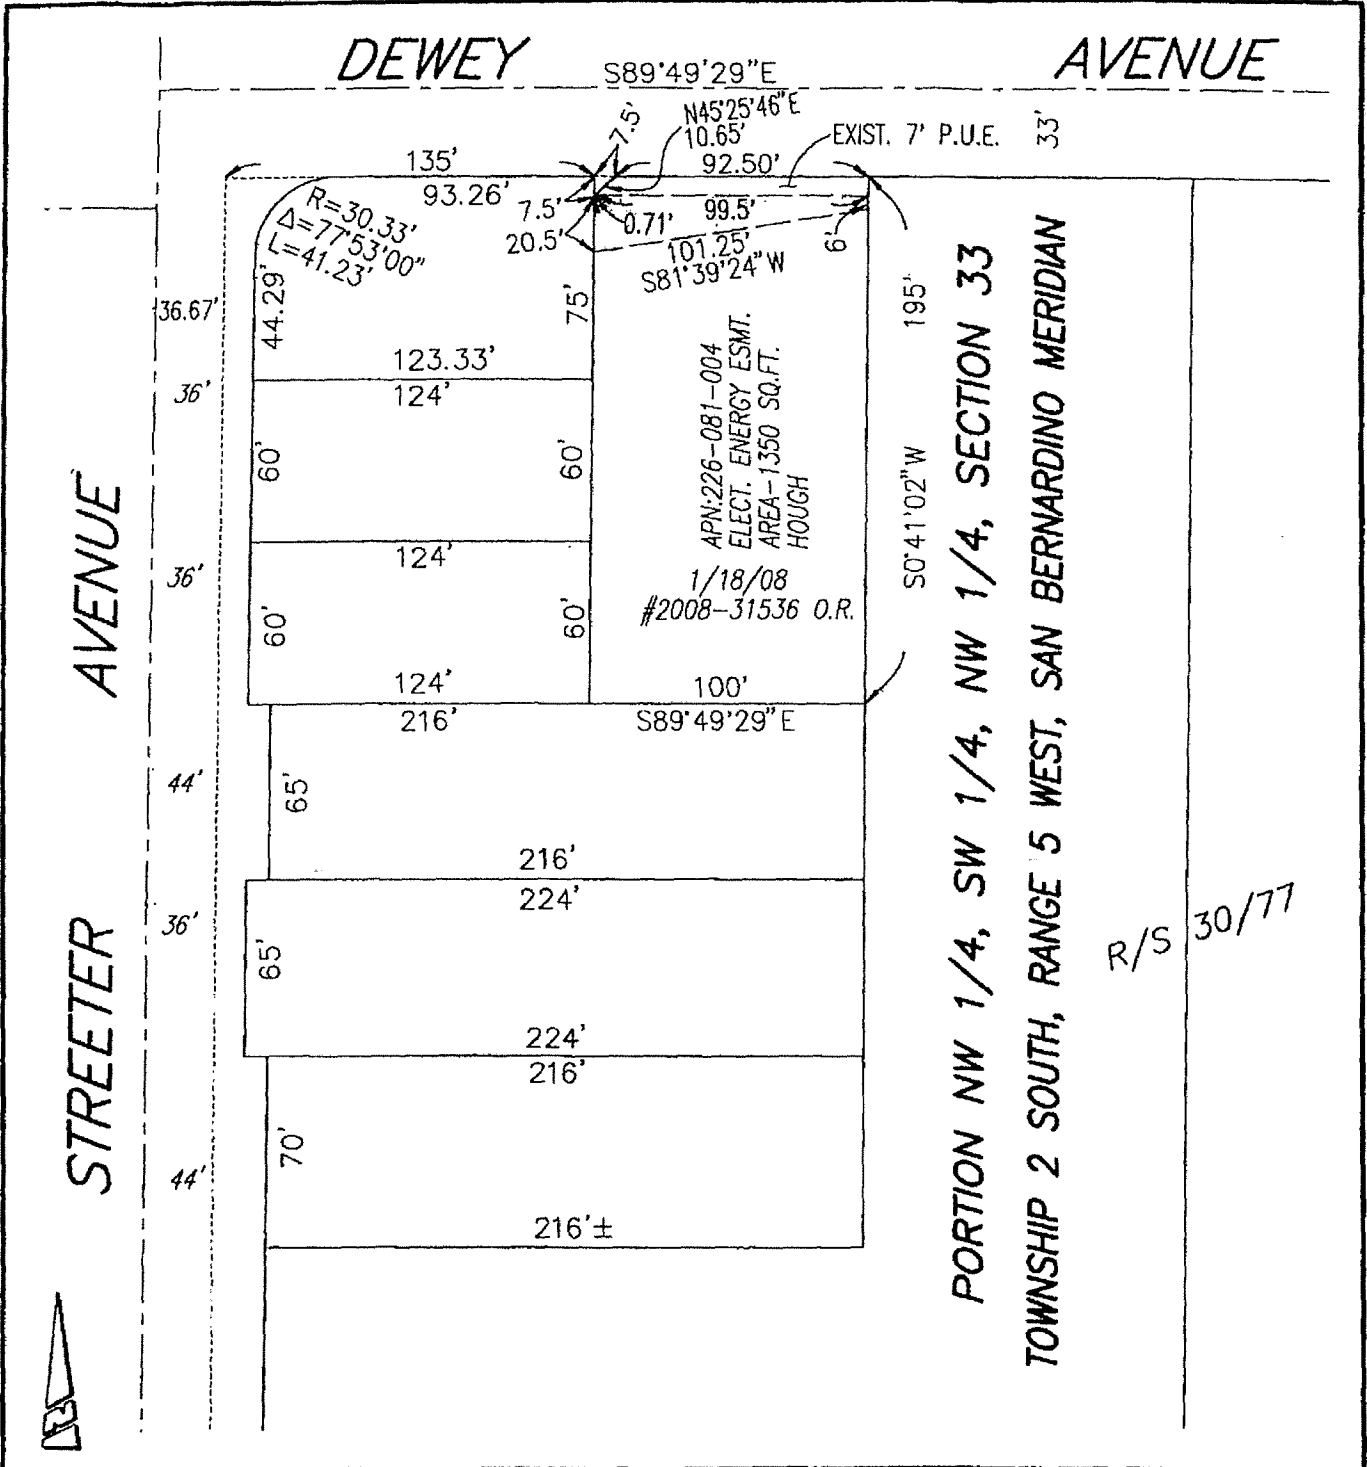 DEWEY AVENUE
S89°49'29"E
7.5'
N45°25'46"E
10.65'
EXIST. 7' P.U.E.
33'
135'
92.50'
93.26'
R=30.33'
Δ=77°53'00"
L=41.23'
7.5'
0.71'
99.5'
20.5'
101.25'
S81°39'24"W
6'
44.29'
36.67'
75'
195'
123.33'
124'
36'
60'
60'
APN:226-081-004
ELECT. ENERGY ESMT.
AREA-1350 SQ.FT.
HOUGH
1/18/08
#2008-31536 O.R.
S0°41'02"W
124'
36'
60'
60'
124'
100'
216'
S89°49'29"E
44'
65'
216'
224'
36'
65'
224'
216'
44'
70'
216'±
STREETER AVENUE
PORTION NW 1/4, SW 1/4, NW 1/4, SECTION 33
TOWNSHIP 2 SOUTH, RANGE 5 WEST, SAN BERNARDINO MERIDIAN
R/S 30/77
N